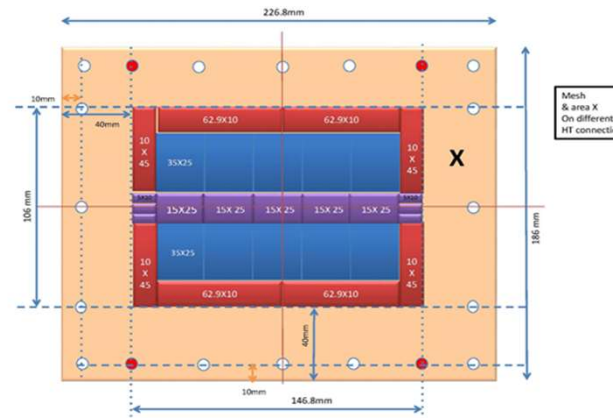 226.8mm
10mm
40mm
62.9X10
62.9X10
10
X
45
10
X
45
X
Mesh
& area X
On different
HT connecti
35X25
106 mm
15X25
15X 25
15X 25
15X 25
15X 25
186 mm
35X25
10
X
45
10
X
45
62.9X10
62.9X10
40mm
10mm
146.8mm